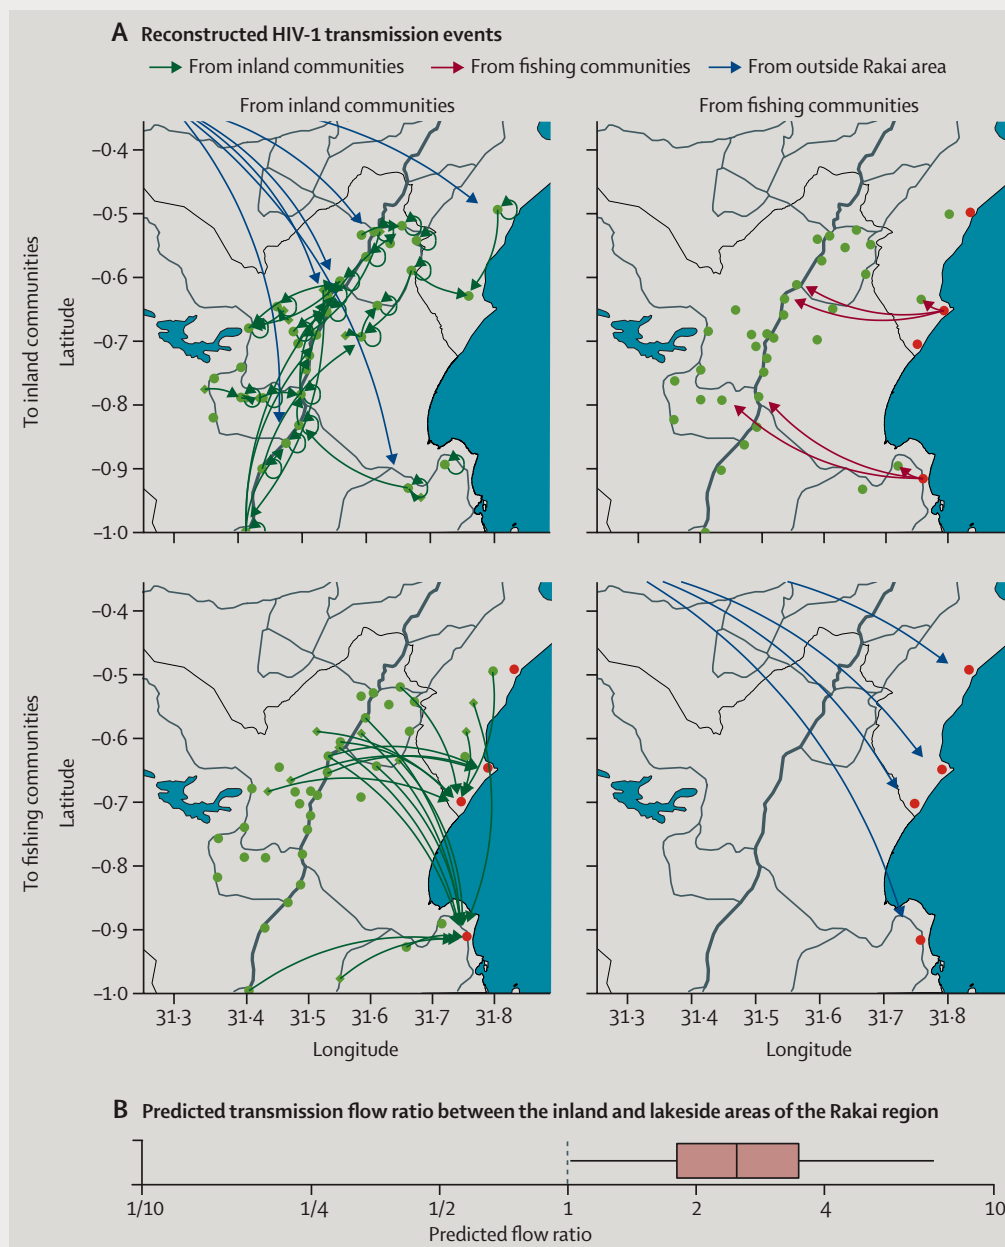 A Reconstructed HIV-1 transmission events
From inland communities From fishing communities From outside Rakai area
From inland communities From fishing communities
To inland communities
Latitude
–0·4
–0·5
–0·6
–0·7
–0·8
–0·9
–1·0
To fishing communities
Latitude
–0·4
–0·5
–0·6
–0·7
–0·8
–0·9
–1·0
31·3 31·4 31·5 31·6 31·7 31·8 31·3 31·4 31·5 31·6 31·7 31·8
Longitude Longitude
B Predicted transmission flow ratio between the inland and lakeside areas of the Rakai region
1/10 1/4 1/2 1 2 4 10
Predicted flow ratio